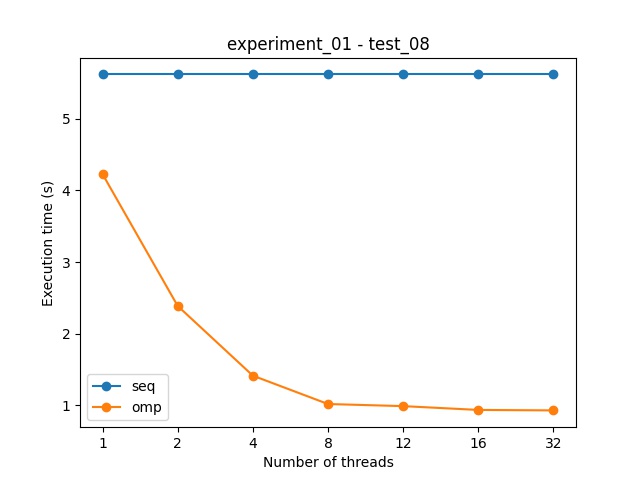 experiment_01 - test_08
Execution time (s)
5
4
3
2
1
seq
omp
1 2 4 8 12 16 32
Number of threads